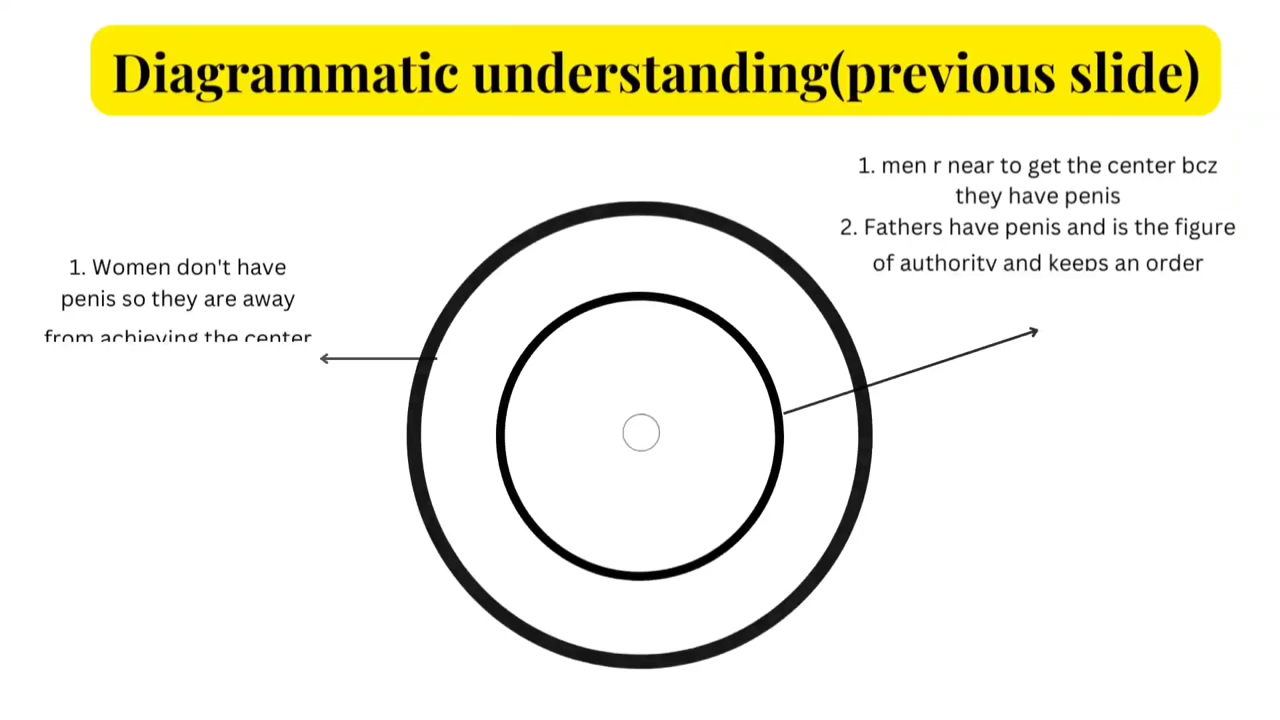 Diagrammatic understanding(previous slide)
1. men r near to get the center bcz
they have penis
2. Fathers have penis and is the figure
of authority and keeps an order
1. Women don't have
penis so they are away
from achieving the center